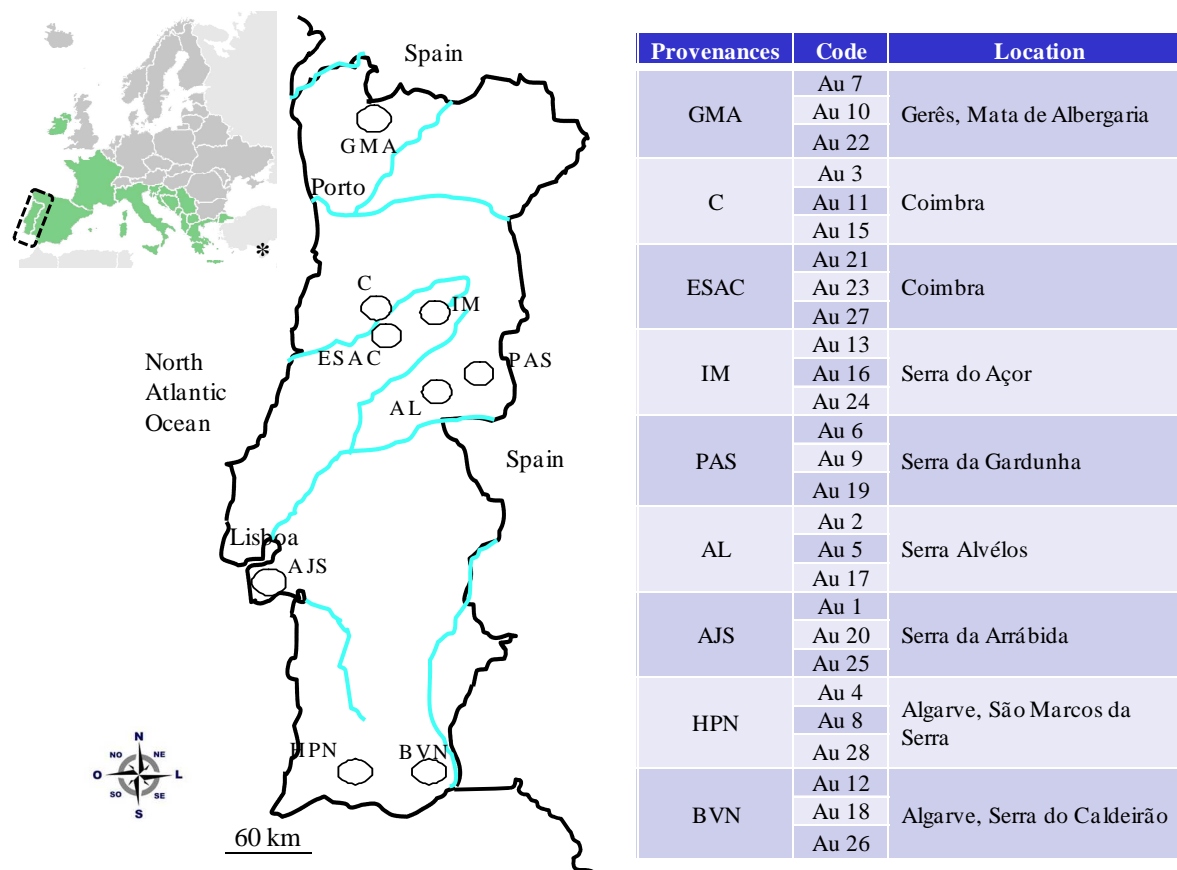 Spain
GMA
Porto
C
IM
ESAC
PAS
North
Atlantic
Ocean
AL
Spain
Lisboa
AJS
HPN
BVN
60 km
*
N
NO
NE
O
L
SO
SE
S
Provenances Code Location
GMA
Au 7
Au 10
Au 22
Gerês, Mata de Albergaria
C
Au 3
Au 11
Au 15
Coimbra
ESAC
Au 21
Au 23
Au 27
Coimbra
IM
Au 13
Au 16
Au 24
Serra do Açor
PAS
Au 6
Au 9
Au 19
Serra da Gardunha
AL
Au 2
Au 5
Au 17
Serra Alvélos
AJS
Au 1
Au 20
Au 25
Serra da Arrábida
HPN
Au 4
Au 8
Au 28
Algarve, São Marcos da
Serra
BVN
Au 12
Au 18
Au 26
Algarve, Serra do Caldeirão